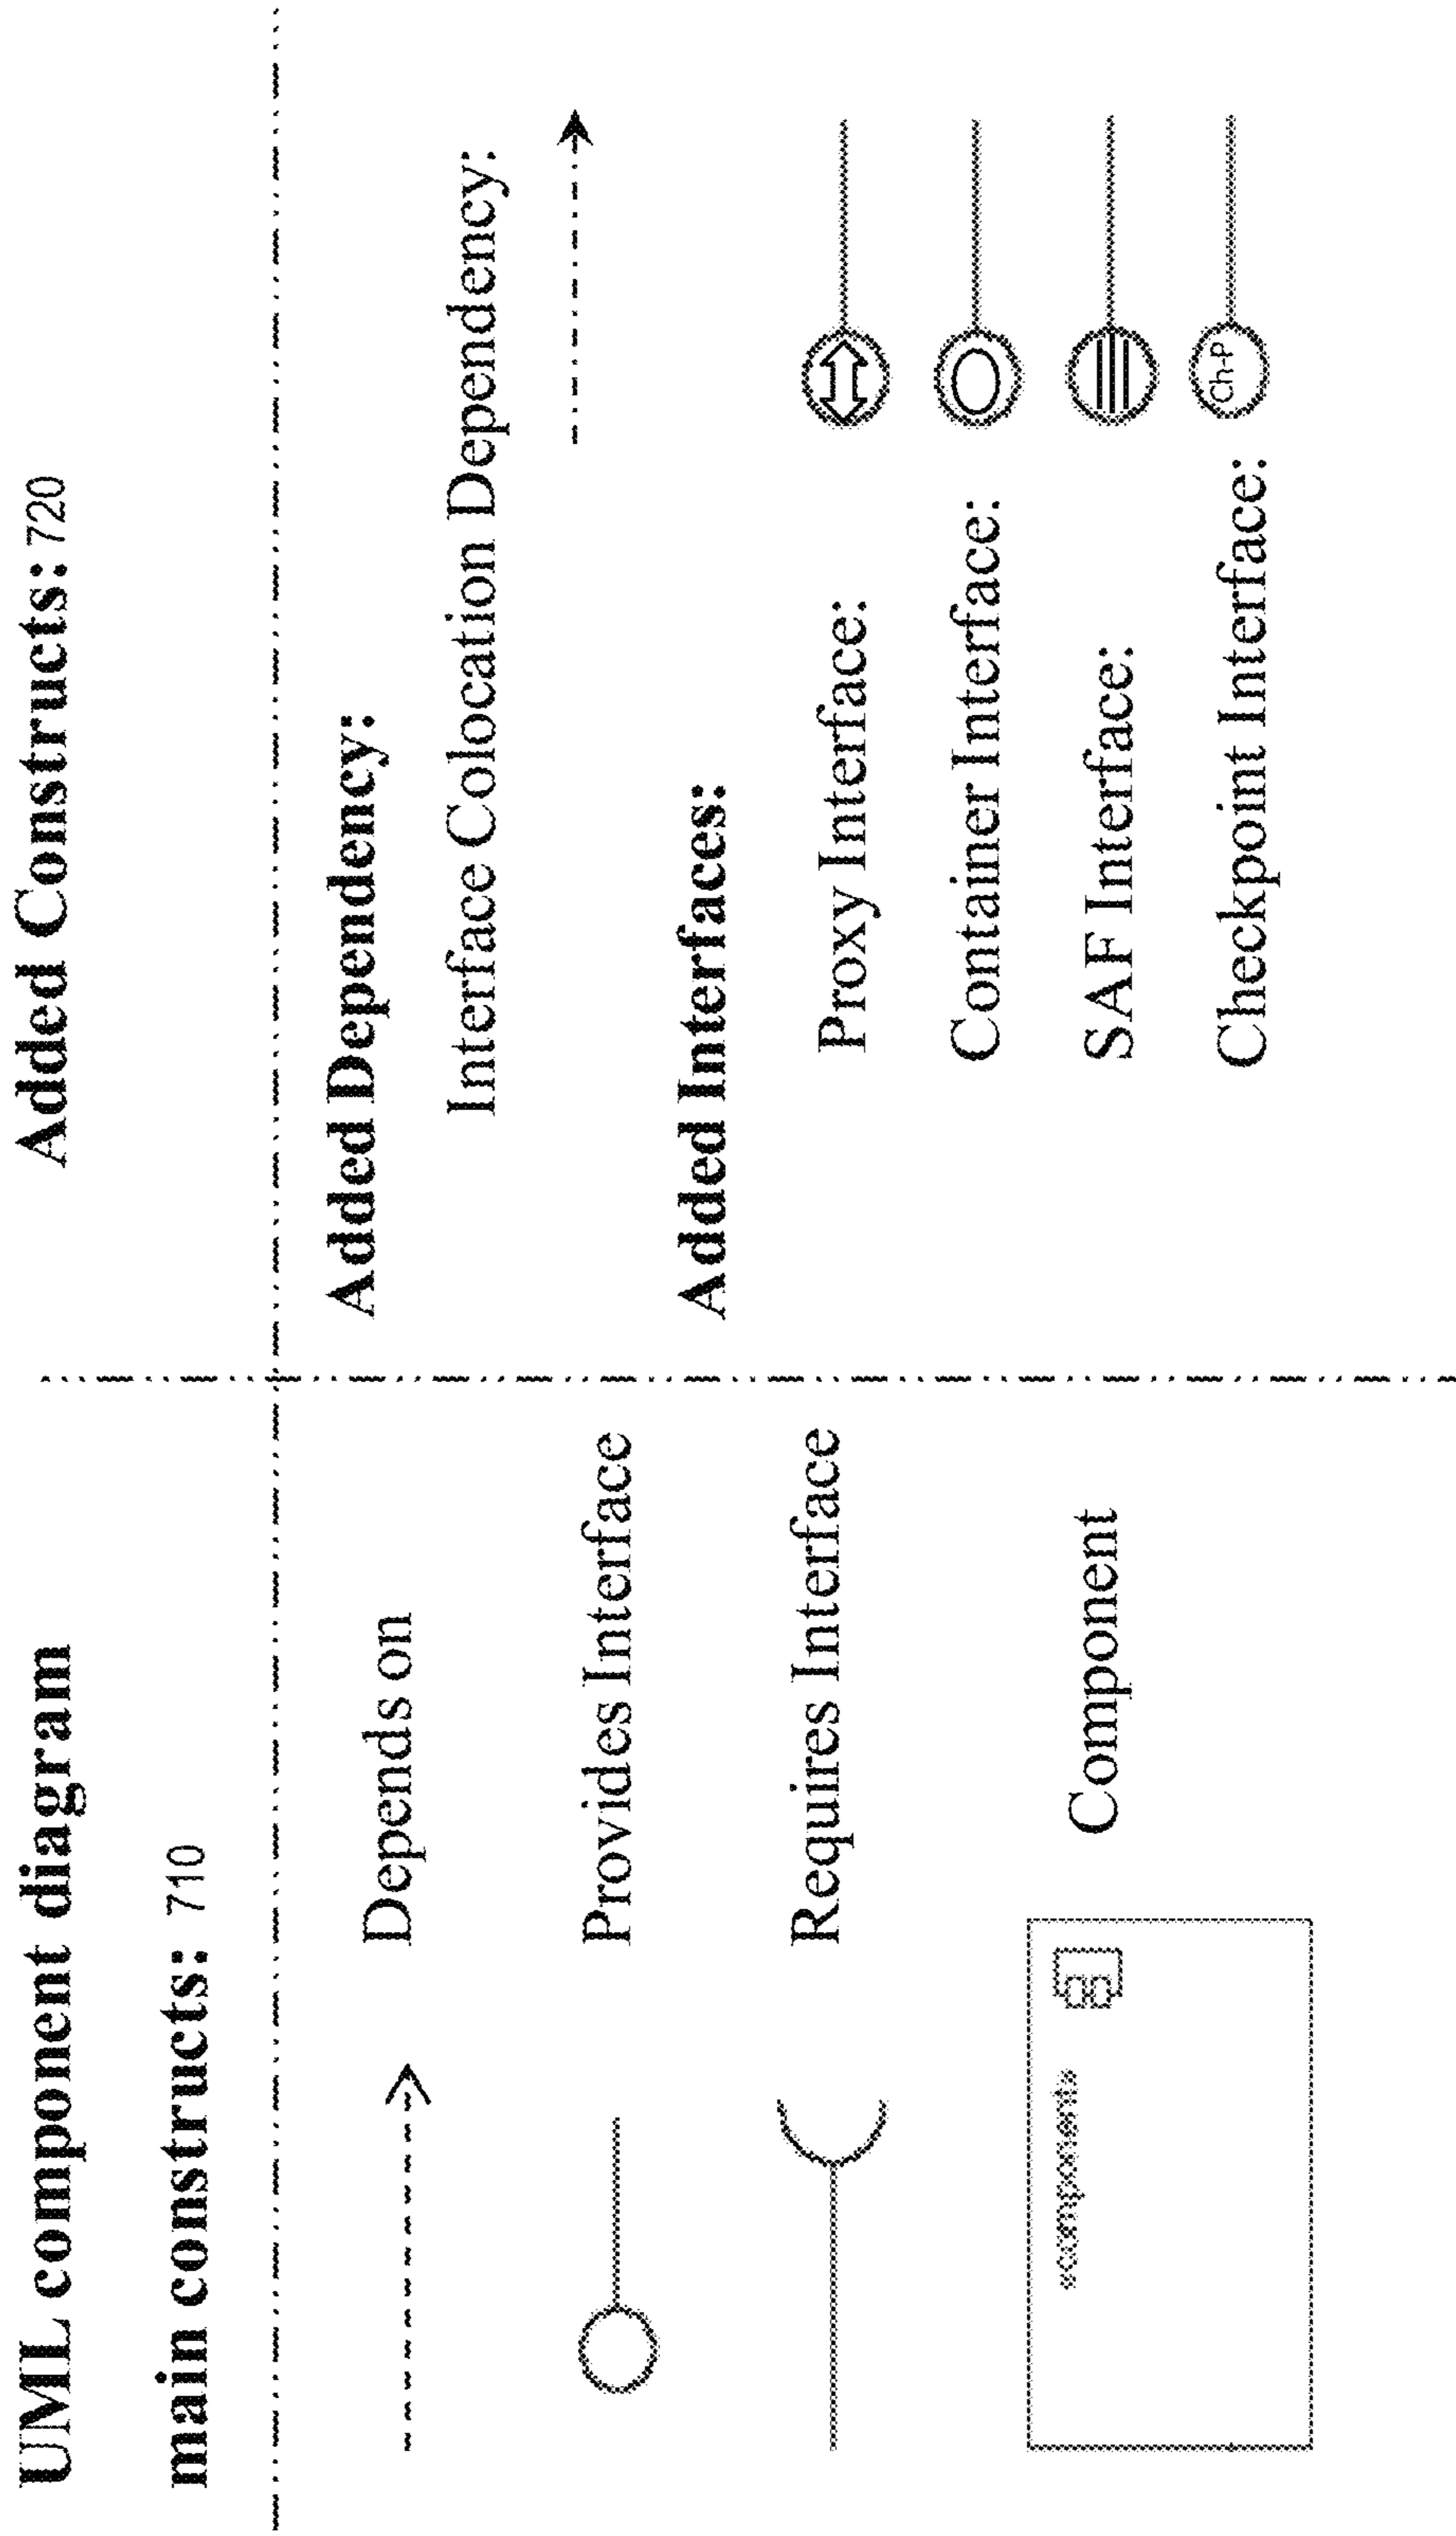 UML component diagram
main constructs: 710
Depends on
Provides Interface
Requires Interface
«component»
Component
Added Constructs: 720
Added Dependency:
Interface Colocation Dependency:
Added Interfaces:
Proxy Interface:
Container Interface:
SAF Interface:
Checkpoint Interface:
Ch-P